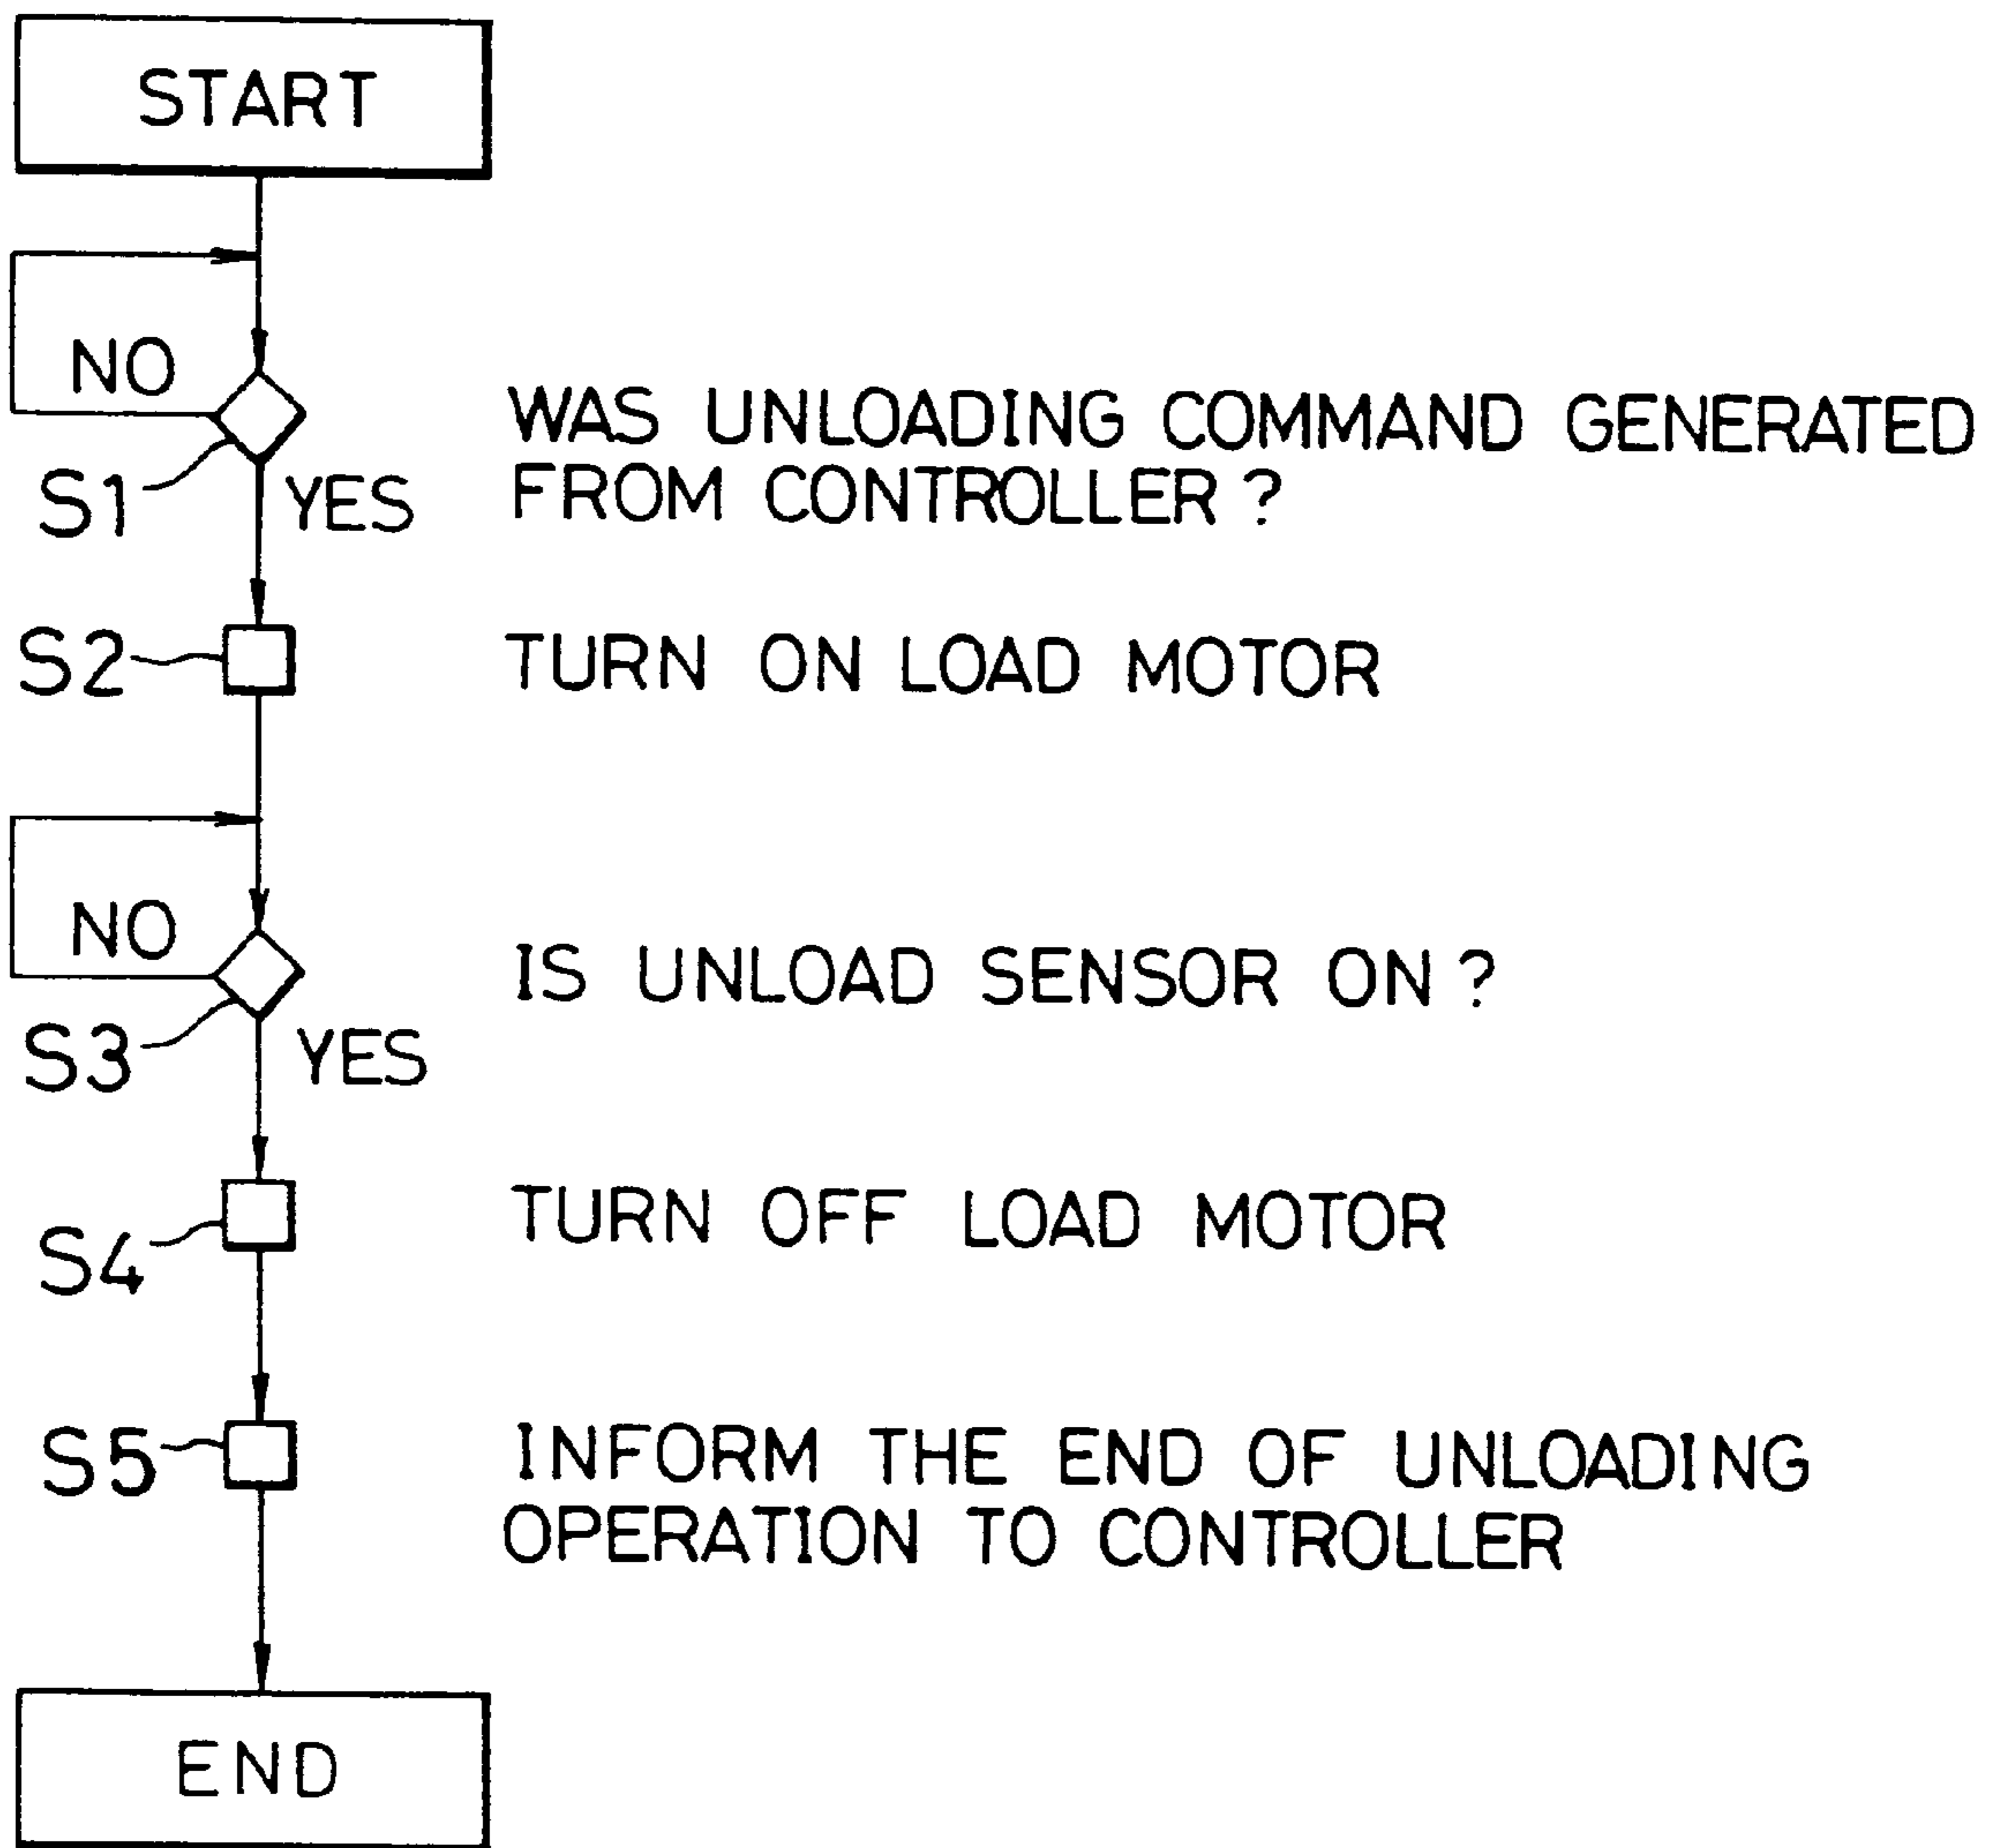 START
NO
S1
YES
WAS UNLOADING COMMAND GENERATED
FROM CONTROLLER ?
S2
TURN ON LOAD MOTOR
NO
S3
YES
IS UNLOAD SENSOR ON ?
S4
TURN OFF LOAD MOTOR
S5
INFORM THE END OF UNLOADING
OPERATION TO CONTROLLER
END